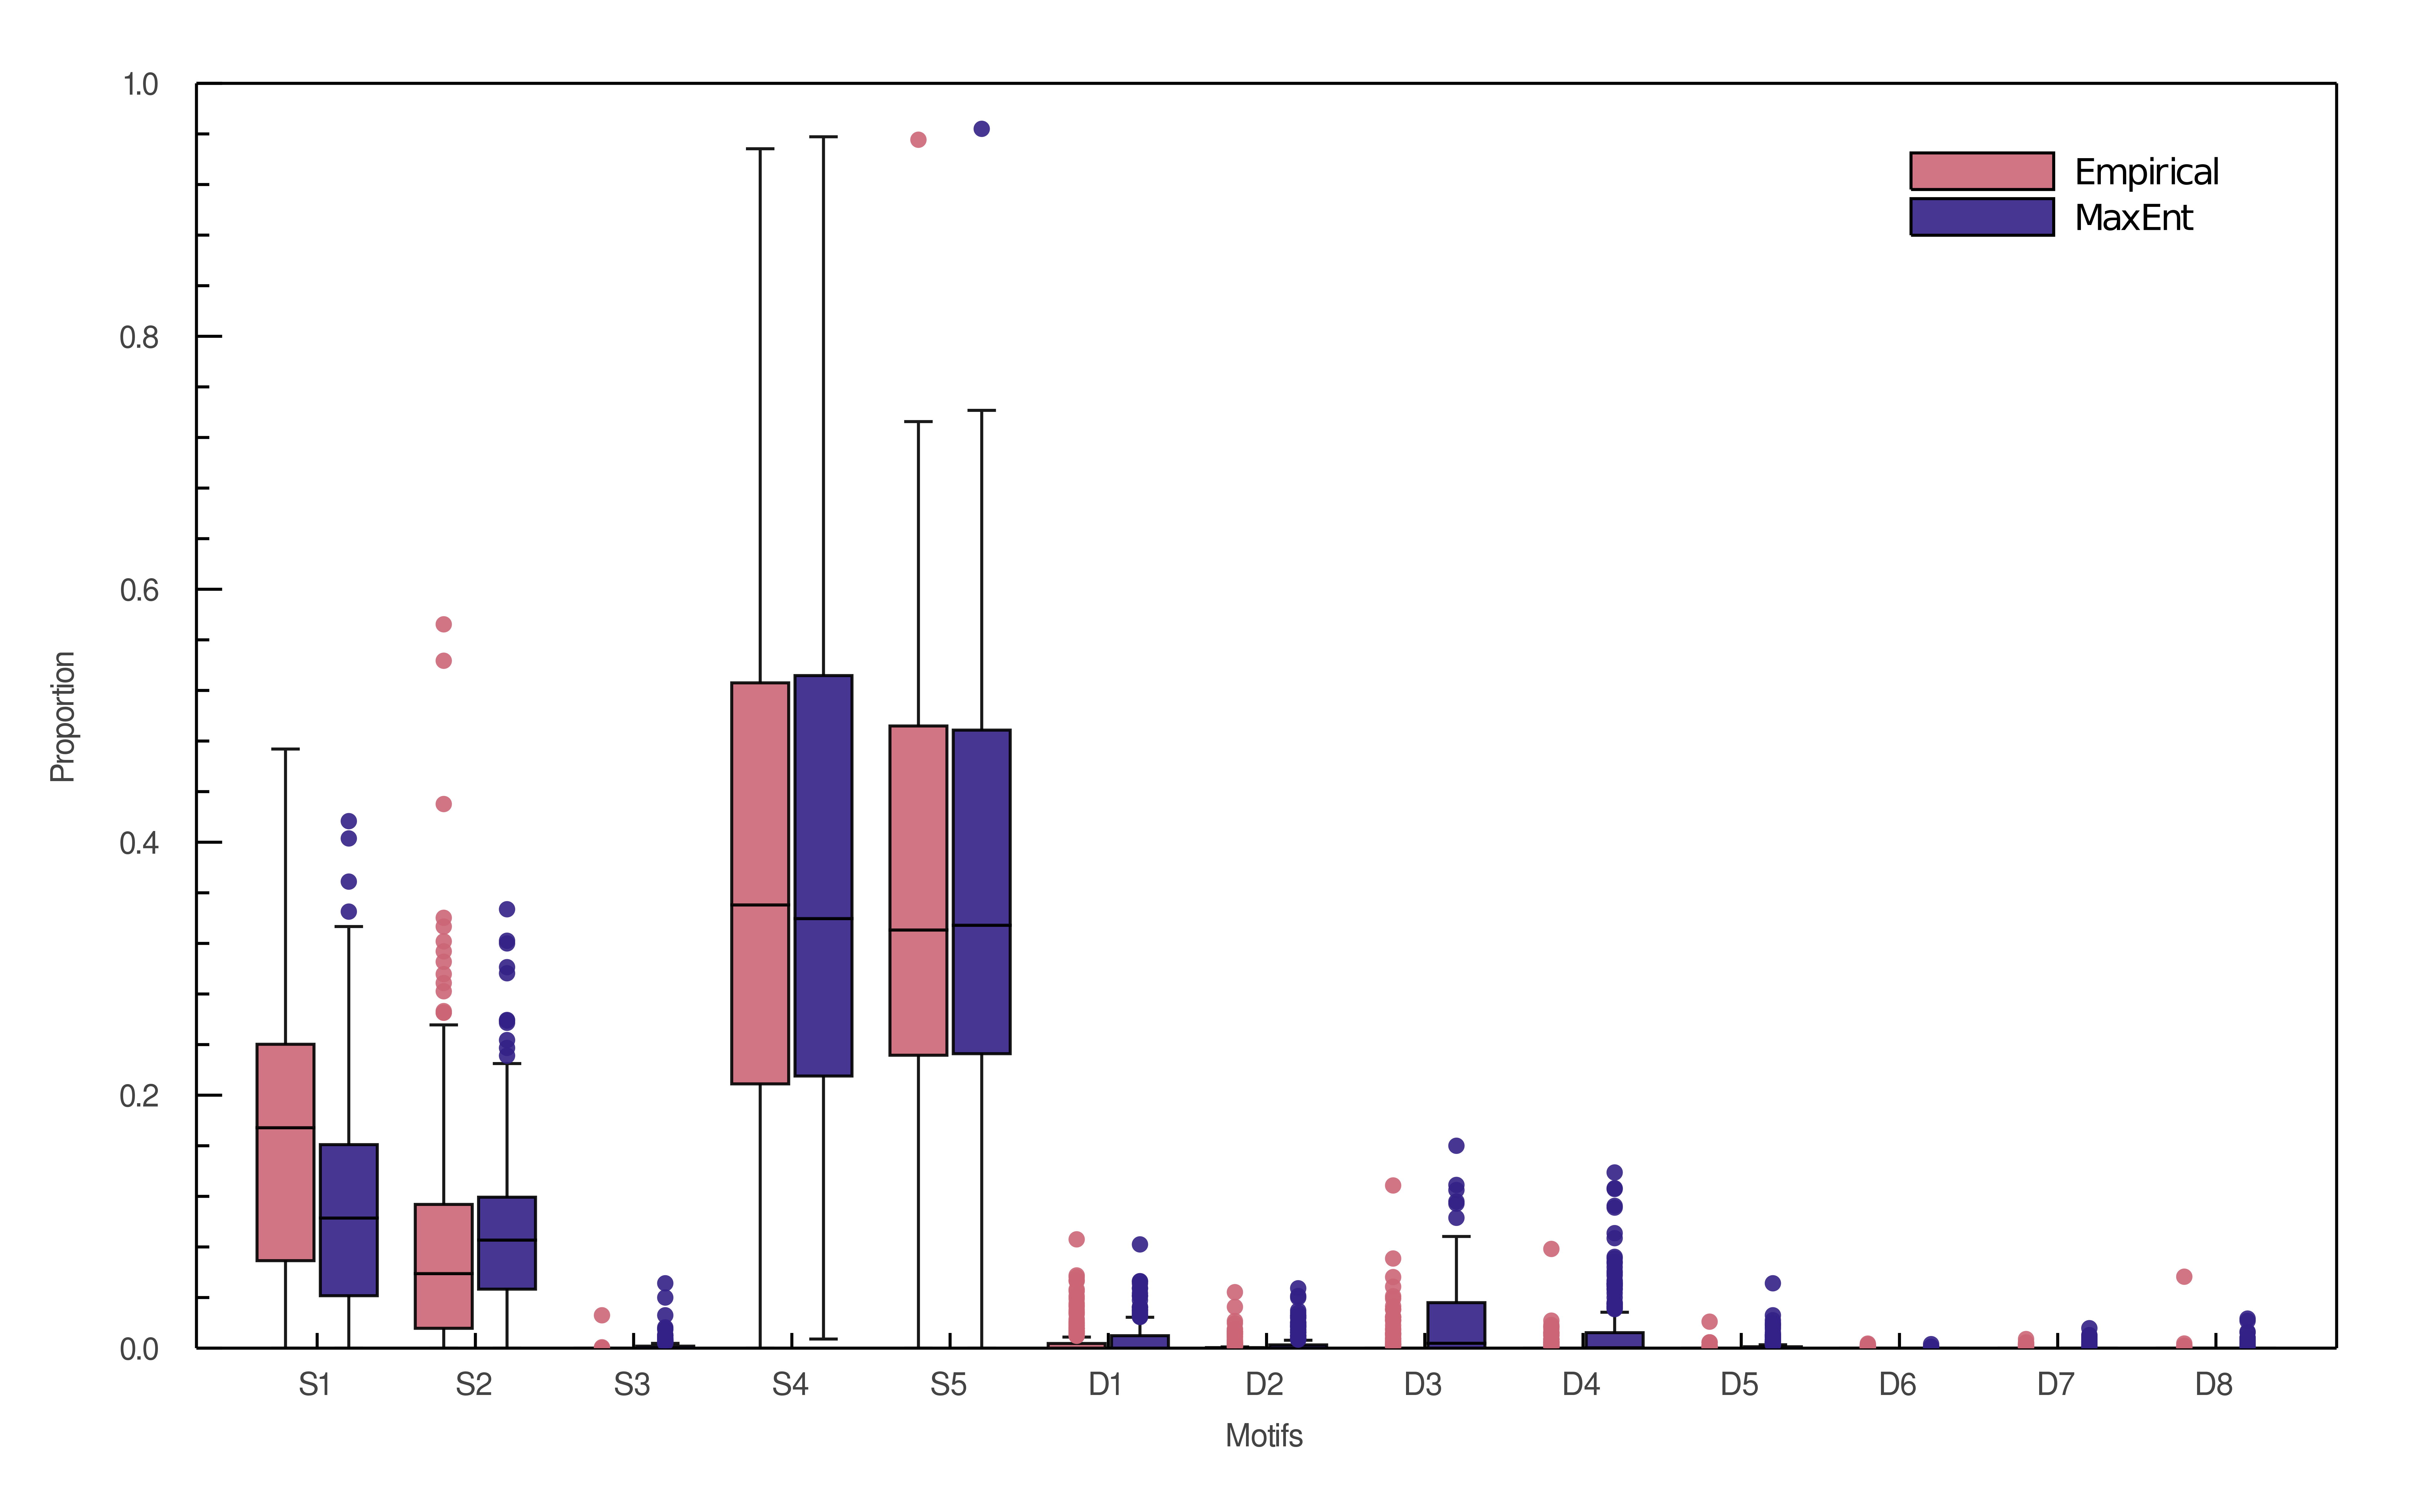 1.0
Empirical
MaxEnt
0.8
0.6
Proportion
0.4
0.2
0.0
S1 S2 S3 S4 S5 D1 D2 D3 D4 D5 D6 D7 D8
Motifs